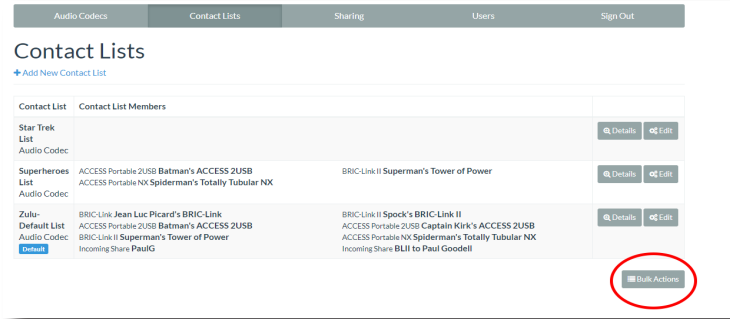 Audio Codecs Contact Lists Sharing Users Sign Out
Contact Lists
+Add New Contact List
Contact List Contact List Members
Star Trek List Audio Codec Details Edit
Superheroes List Audio Codec
ACCESS Portable 2USB Batman's ACCESS 2USB BRIC-Link II Superman's Tower of Power Details Edit
ACCESS Portable NX Spiderman's Totally Tubular NX
Zulu-Default List Audio Codec Default
BRIC-Link Jean Luc Picard's BRIC-Link BRIC-Link II Spock's BRIC-Link II Details Edit
ACCESS Portable 2USB Batman's ACCESS 2USB ACCESS Portable 2USB Captain Kirk's ACCESS 2USB
BRIC-Link II Superman's Tower of Power ACCESS Portable NX Spiderman's Totally Tubular NX
Incoming Share PaulG Incoming Share BLII to Paul Goodell
Bulk Actions